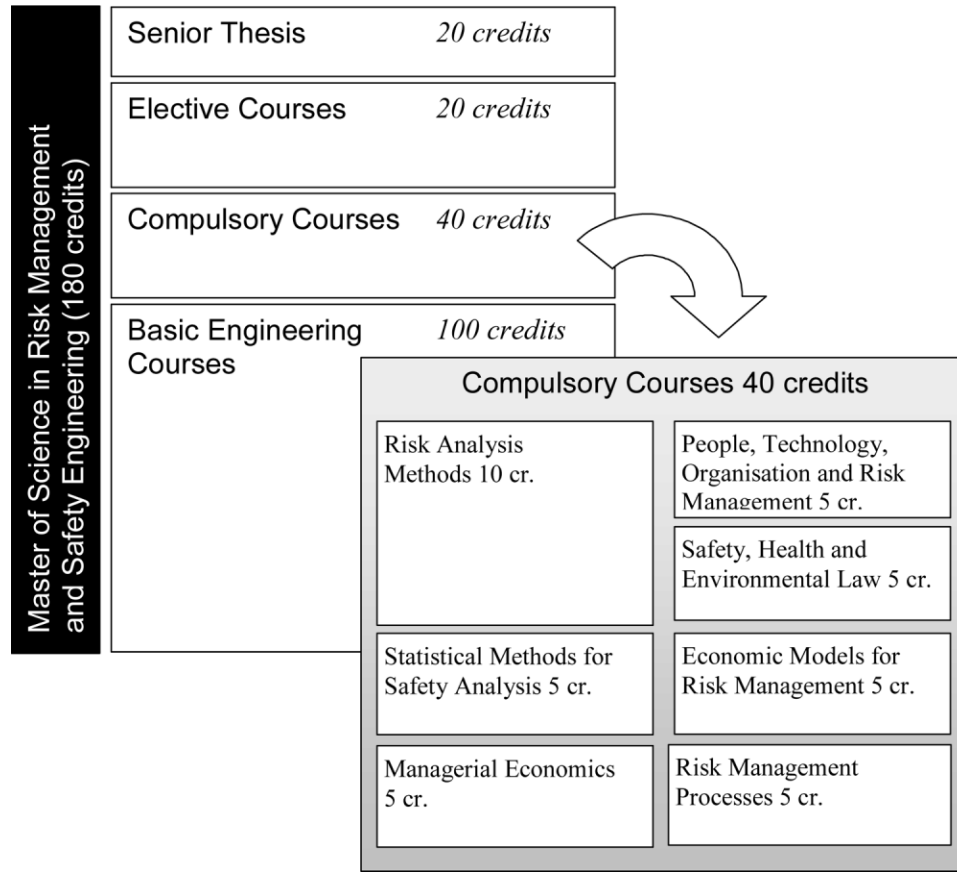 Master of Science in Risk Management
and Safety Engineering (180 credits)
Senior Thesis 20 credits
Elective Courses 20 credits
Compulsory Courses 40 credits
Basic Engineering 100 credits
Courses
Compulsory Courses 40 credits
Risk Analysis
Methods 10 cr.
People, Technology,
Organisation and Risk
Management 5 cr.
Safety, Health and
Environmental Law 5 cr.
Statistical Methods for
Safety Analysis 5 cr.
Economic Models for
Risk Management 5 cr.
Managerial Economics
5 cr.
Risk Management
Processes 5 cr.